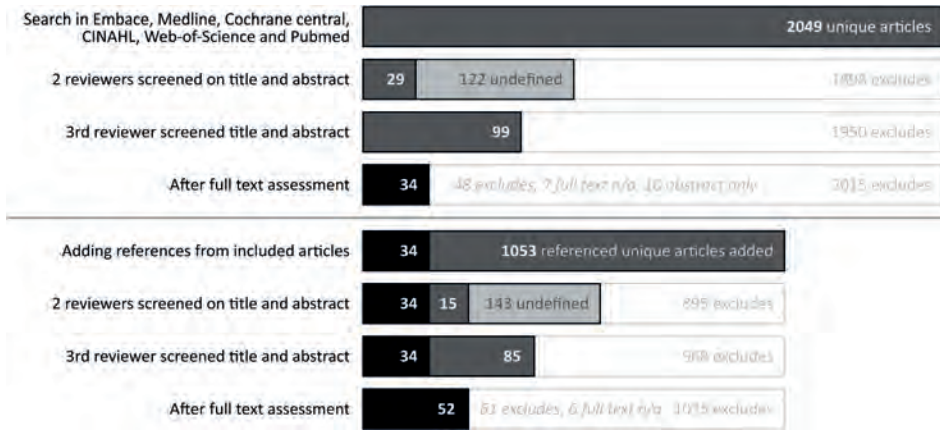 Search in Embace, Medline, Cochrane central,
CINAHL, Web-of-Science and Pubmed
2049 unique articles
2 reviewers screened on title and abstract
29 122 undefined 1898 excludes
3rd reviewer screened title and abstract
99 1950 excludes
After full text assessment
34 48 excludes, 7 full text n/a, 10 abstract only 2015 excludes
Adding references from included articles
34 1053 referenced unique articles added
2 reviewers screened on title and abstract
34 15 143 undefined 895 excludes
3rd reviewer screened title and abstract
34 85 968 excludes
After full text assessment
52 61 excludes, 6 full text n/a 1035 excludes